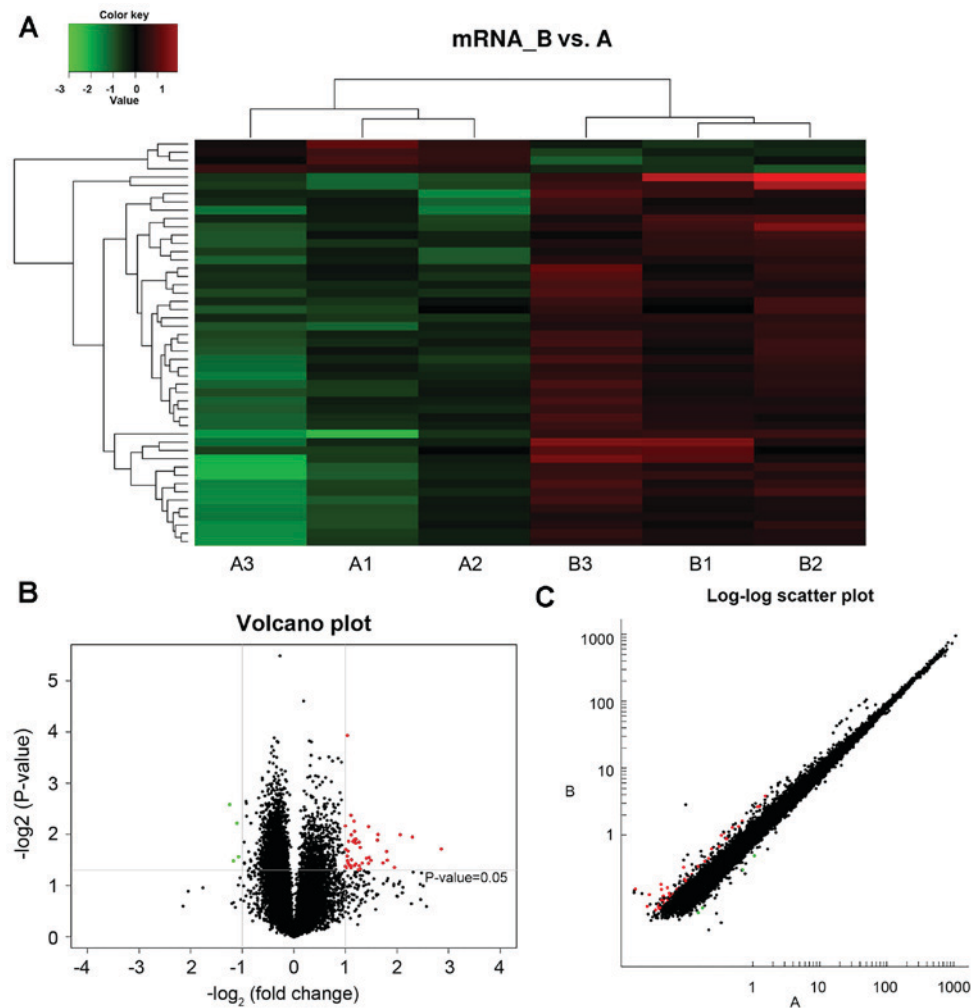 A
Color key
-3 -2 -1 0 1
Value
mRNA_B vs. A
A3 A1 A2 B3 B1 B2
B
Volcano plot
5
4
3
2
1
0
-log2 (P-value)
P-value=0.05
-4 -3 -2 -1 0 1 2 3 4
-log2 (fold change)
C
Log-log scatter plot
1000
100
10
1
B
1 10 100 1000
A